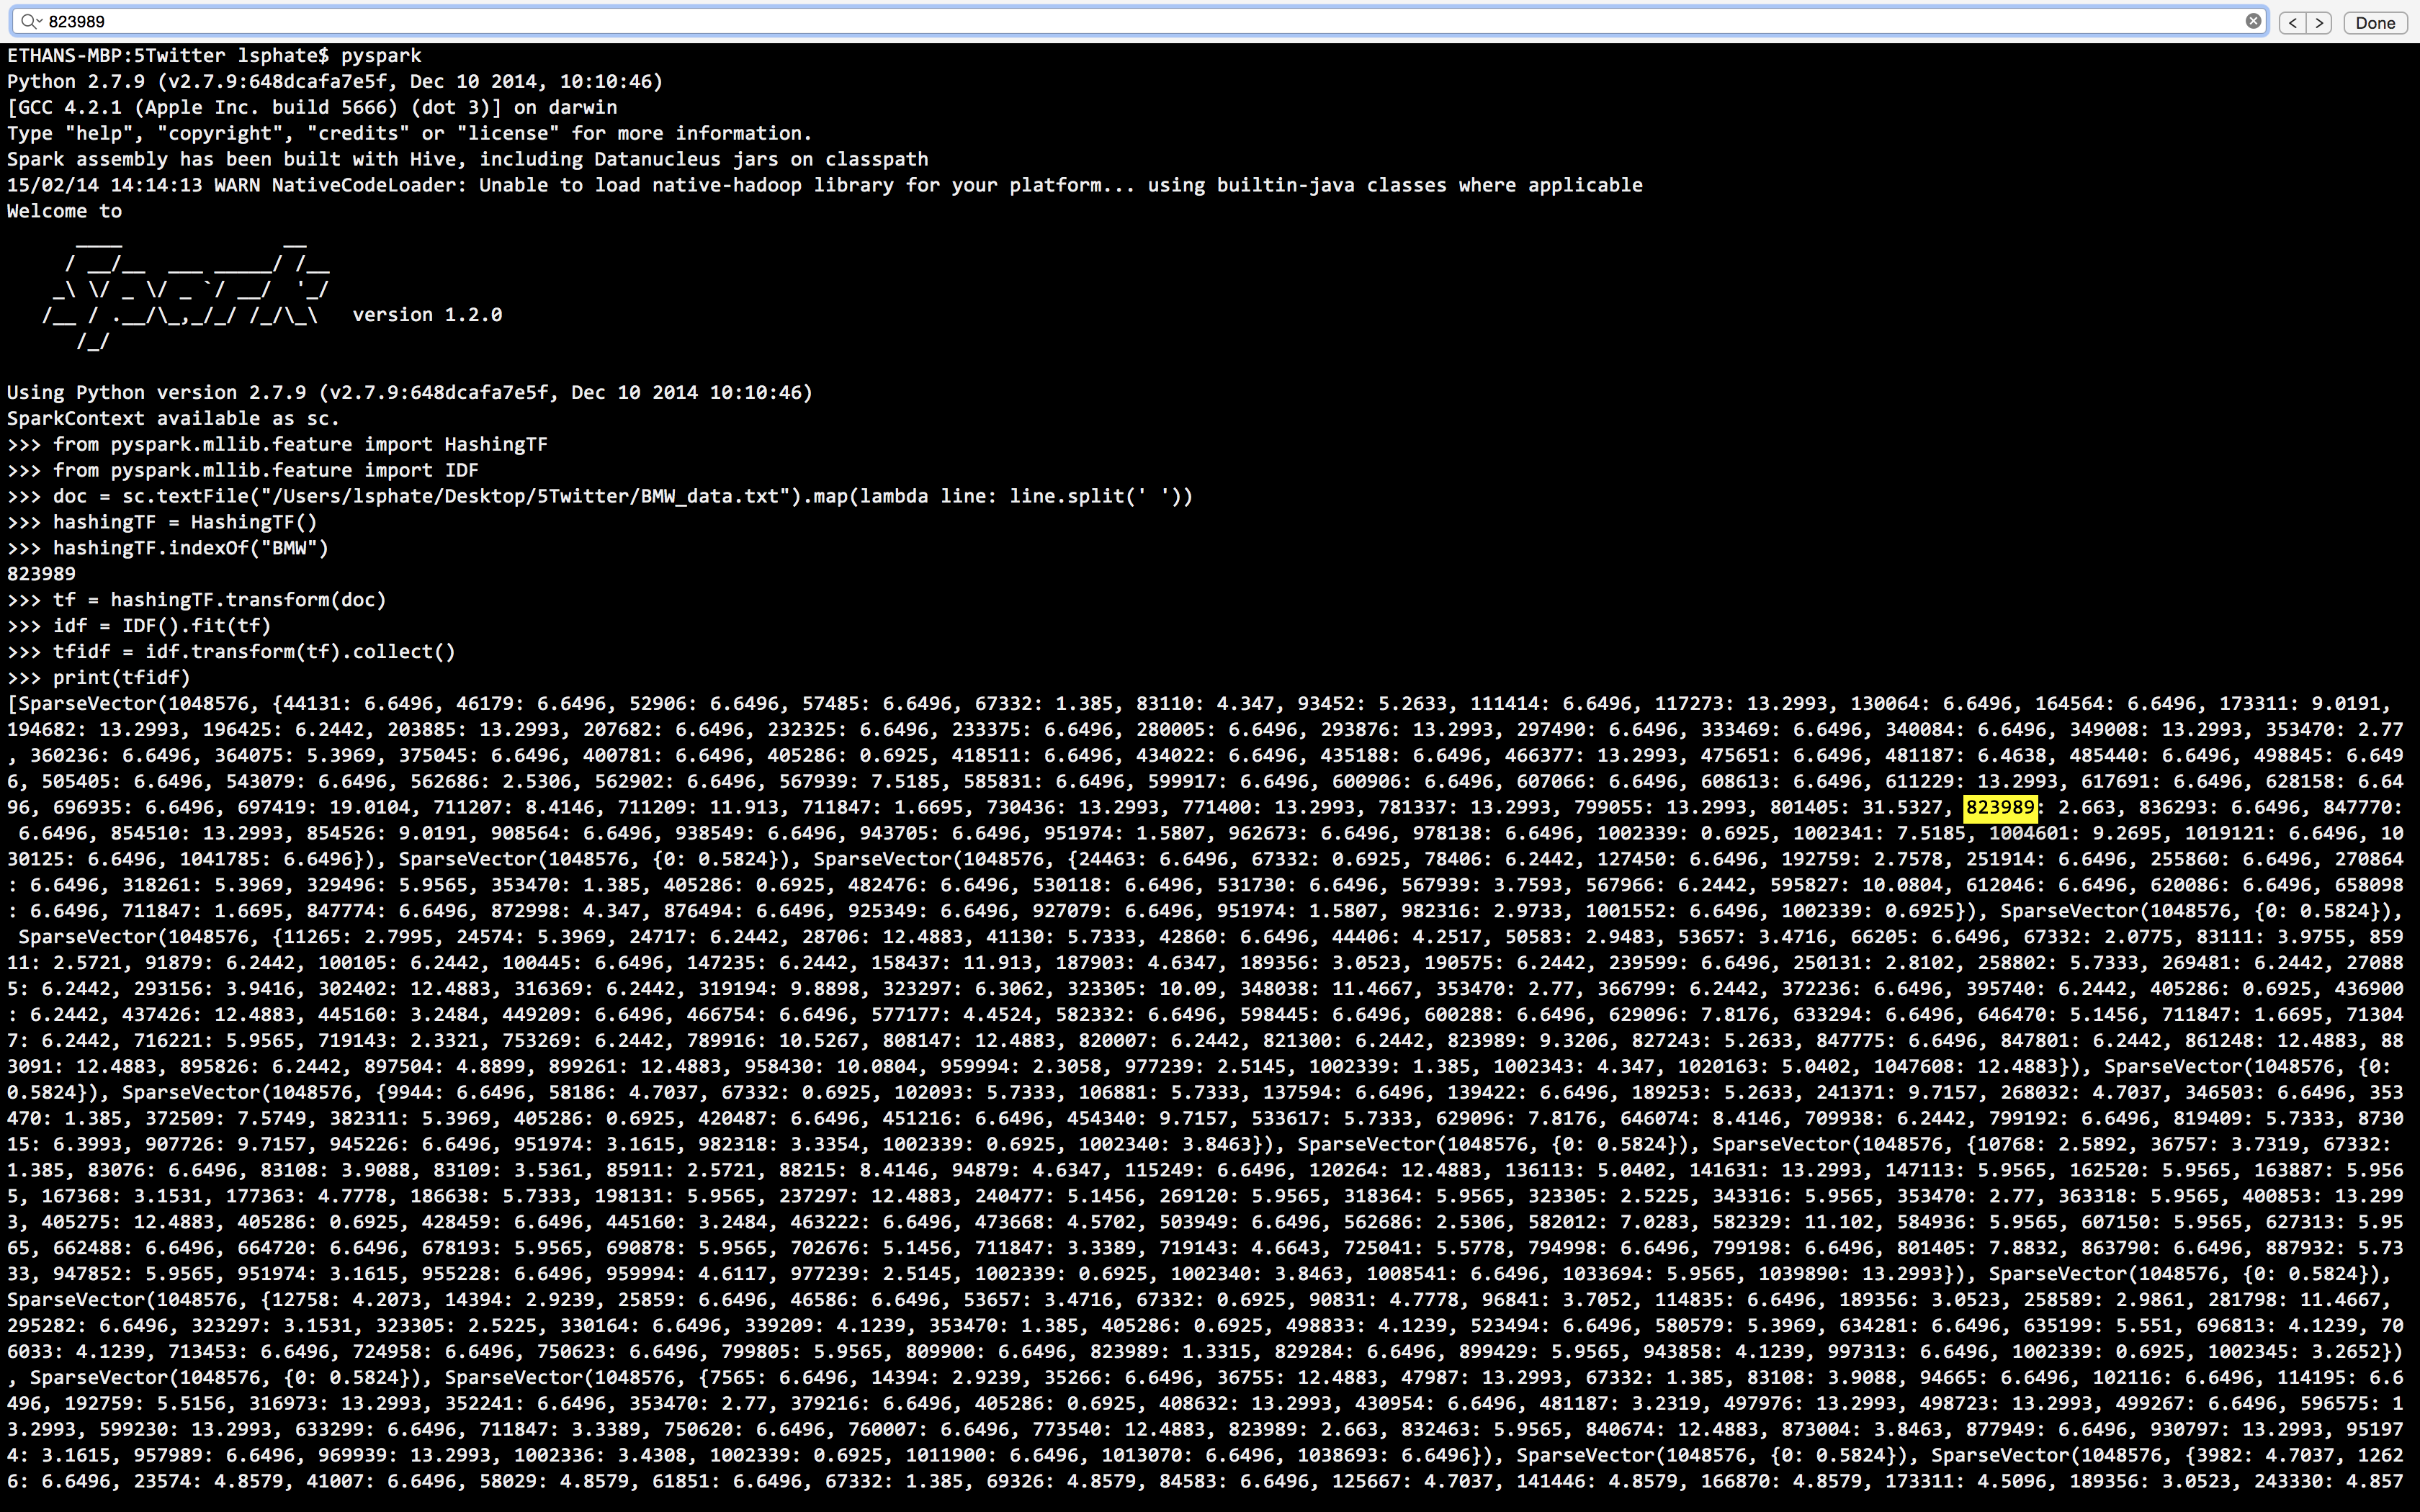 823989
< > Done
ETHANS-MBP:5Twitter lsphate$ pyspark
Python 2.7.9 (v2.7.9:648dcafa7e5f, Dec 10 2014, 10:10:46)
[GCC 4.2.1 (Apple Inc. build 5666) (dot 3)] on darwin
Type "help", "copyright", "credits" or "license" for more information.
Spark assembly has been built with Hive, including Datanucleus jars on classpath
15/02/14 14:14:13 WARN NativeCodeLoader: Unable to load native-hadoop library for your platform... using builtin-java classes where applicable
Welcome to
      ____              __
     / __/__  ___ _____/ /__
    _\ \/ _ \/ _ `/ __/  '_/
   /__ / .__/\_,_/_/ /_/\_\   version 1.2.0
      /_/
Using Python version 2.7.9 (v2.7.9:648dcafa7e5f, Dec 10 2014 10:10:46)
SparkContext available as sc.
>>> from pyspark.mllib.feature import HashingTF
>>> from pyspark.mllib.feature import IDF
>>> doc = sc.textFile("/Users/lsphate/Desktop/5Twitter/BMW_data.txt").map(lambda line: line.split(' '))
>>> hashingTF = HashingTF()
>>> hashingTF.indexOf("BMW")
823989
>>> tf = hashingTF.transform(doc)
>>> idf = IDF().fit(tf)
>>> tfidf = idf.transform(tf).collect()
>>> print(tfidf)
[SparseVector(1048576, {44131: 6.6496, 46179: 6.6496, 52906: 6.6496, 57485: 6.6496, 67332: 1.385, 83110: 4.347, 93452: 5.2633, 111414: 6.6496, 117273: 13.2993, 130064: 6.6496, 164564: 6.6496, 173311: 9.0191,
194682: 13.2993, 196425: 6.2442, 203885: 13.2993, 207682: 6.6496, 232325: 6.6496, 233375: 6.6496, 280005: 6.6496, 293876: 13.2993, 297490: 6.6496, 333469: 6.6496, 340084: 6.6496, 349008: 13.2993, 353470: 2.77
, 360236: 6.6496, 364075: 5.3969, 375045: 6.6496, 400781: 6.6496, 405286: 0.6925, 418511: 6.6496, 434022: 6.6496, 435188: 6.6496, 466377: 13.2993, 475651: 6.6496, 481187: 6.4638, 485440: 6.6496, 498845: 6.649
6, 505405: 6.6496, 543079: 6.6496, 562686: 2.5306, 562902: 6.6496, 567939: 7.5185, 585831: 6.6496, 599917: 6.6496, 600906: 6.6496, 607066: 6.6496, 608613: 6.6496, 611229: 13.2993, 617691: 6.6496, 628158: 6.64
96, 696935: 6.6496, 697419: 19.0104, 711207: 8.4146, 711209: 11.913, 711847: 1.6695, 730436: 13.2993, 771400: 13.2993, 781337: 13.2993, 799055: 13.2993, 801405: 31.5327, 823989: 2.663, 836293: 6.6496, 847770:
 6.6496, 854510: 13.2993, 854526: 9.0191, 908564: 6.6496, 938549: 6.6496, 943705: 6.6496, 951974: 1.5807, 962673: 6.6496, 978138: 6.6496, 1002339: 0.6925, 1002341: 7.5185, 1004601: 9.2695, 1019121: 6.6496, 10
30125: 6.6496, 1041785: 6.6496}), SparseVector(1048576, {0: 0.5824}), SparseVector(1048576, {24463: 6.6496, 67332: 0.6925, 78406: 6.2442, 127450: 6.6496, 192759: 2.7578, 251914: 6.6496, 255860: 6.6496, 270864
: 6.6496, 318261: 5.3969, 329496: 5.9565, 353470: 1.385, 405286: 0.6925, 482476: 6.6496, 530118: 6.6496, 531730: 6.6496, 567939: 3.7593, 567966: 6.2442, 595827: 10.0804, 612046: 6.6496, 620086: 6.6496, 658098
: 6.6496, 711847: 1.6695, 847774: 6.6496, 872998: 4.347, 876494: 6.6496, 925349: 6.6496, 927079: 6.6496, 951974: 1.5807, 982316: 2.9733, 1001552: 6.6496, 1002339: 0.6925}), SparseVector(1048576, {0: 0.5824}),
 SparseVector(1048576, {11265: 2.7995, 24574: 5.3969, 24717: 6.2442, 28706: 12.4883, 41130: 5.7333, 42860: 6.6496, 44406: 4.2517, 50583: 2.9483, 53657: 3.4716, 66205: 6.6496, 67332: 2.0775, 83111: 3.9755, 859
11: 2.5721, 91879: 6.2442, 100105: 6.2442, 100445: 6.6496, 147235: 6.2442, 158437: 11.913, 187903: 4.6347, 189356: 3.0523, 190575: 6.2442, 239599: 6.6496, 250131: 2.8102, 258802: 5.7333, 269481: 6.2442, 27088
5: 6.2442, 293156: 3.9416, 302402: 12.4883, 316369: 6.2442, 319194: 9.8898, 323297: 6.3062, 323305: 10.09, 348038: 11.4667, 353470: 2.77, 366799: 6.2442, 372236: 6.6496, 395740: 6.2442, 405286: 0.6925, 436900
: 6.2442, 437426: 12.4883, 445160: 3.2484, 449209: 6.6496, 466754: 6.6496, 577177: 4.4524, 582332: 6.6496, 598445: 6.6496, 600288: 6.6496, 629096: 7.8176, 633294: 6.6496, 646470: 5.1456, 711847: 1.6695, 71304
7: 6.2442, 716221: 5.9565, 719143: 2.3321, 753269: 6.2442, 789916: 10.5267, 808147: 12.4883, 820007: 6.2442, 821300: 6.2442, 823989: 9.3206, 827243: 5.2633, 847775: 6.6496, 847801: 6.2442, 861248: 12.4883, 88
3091: 12.4883, 895826: 6.2442, 897504: 4.8899, 899261: 12.4883, 958430: 10.0804, 959994: 2.3058, 977239: 2.5145, 1002339: 1.385, 1002343: 4.347, 1020163: 5.0402, 1047608: 12.4883}), SparseVector(1048576, {0:
0.5824}), SparseVector(1048576, {9944: 6.6496, 58186: 4.7037, 67332: 0.6925, 102093: 5.7333, 106881: 5.7333, 137594: 6.6496, 139422: 6.6496, 189253: 5.2633, 241371: 9.7157, 268032: 4.7037, 346503: 6.6496, 353
470: 1.385, 372509: 7.5749, 382311: 5.3969, 405286: 0.6925, 420487: 6.6496, 451216: 6.6496, 454340: 9.7157, 533617: 5.7333, 629096: 7.8176, 646074: 8.4146, 709938: 6.2442, 799192: 6.6496, 819409: 5.7333, 8730
15: 6.3993, 907726: 9.7157, 945226: 6.6496, 951974: 3.1615, 982318: 3.3354, 1002339: 0.6925, 1002340: 3.8463}), SparseVector(1048576, {0: 0.5824}), SparseVector(1048576, {10768: 2.5892, 36757: 3.7319, 67332:
1.385, 83076: 6.6496, 83108: 3.9088, 83109: 3.5361, 85911: 2.5721, 88215: 8.4146, 94879: 4.6347, 115249: 6.6496, 120264: 12.4883, 136113: 5.0402, 141631: 13.2993, 147113: 5.9565, 162520: 5.9565, 163887: 5.956
5, 167368: 3.1531, 177363: 4.7778, 186638: 5.7333, 198131: 5.9565, 237297: 12.4883, 240477: 5.1456, 269120: 5.9565, 318364: 5.9565, 323305: 2.5225, 343316: 5.9565, 353470: 2.77, 363318: 5.9565, 400853: 13.299
3, 405275: 12.4883, 405286: 0.6925, 428459: 6.6496, 445160: 3.2484, 463222: 6.6496, 473668: 4.5702, 503949: 6.6496, 562686: 2.5306, 582012: 7.0283, 582329: 11.102, 584936: 5.9565, 607150: 5.9565, 627313: 5.95
65, 662488: 6.6496, 664720: 6.6496, 678193: 5.9565, 690878: 5.9565, 702676: 5.1456, 711847: 3.3389, 719143: 4.6643, 725041: 5.5778, 794998: 6.6496, 799198: 6.6496, 801405: 7.8832, 863790: 6.6496, 887932: 5.73
33, 947852: 5.9565, 951974: 3.1615, 955228: 6.6496, 959994: 4.6117, 977239: 2.5145, 1002339: 0.6925, 1002340: 3.8463, 1008541: 6.6496, 1033694: 5.9565, 1039890: 13.2993}), SparseVector(1048576, {0: 0.5824}),
SparseVector(1048576, {12758: 4.2073, 14394: 2.9239, 25859: 6.6496, 46586: 6.6496, 53657: 3.4716, 67332: 0.6925, 90831: 4.7778, 96841: 3.7052, 114835: 6.6496, 189356: 3.0523, 258589: 2.9861, 281798: 11.4667,
295282: 6.6496, 323297: 3.1531, 323305: 2.5225, 330164: 6.6496, 339209: 4.1239, 353470: 1.385, 405286: 0.6925, 498833: 4.1239, 523494: 6.6496, 580579: 5.3969, 634281: 6.6496, 635199: 5.551, 696813: 4.1239, 70
6033: 4.1239, 713453: 6.6496, 724958: 6.6496, 750623: 6.6496, 799805: 5.9565, 809900: 6.6496, 823989: 1.3315, 829284: 6.6496, 899429: 5.9565, 943858: 4.1239, 997313: 6.6496, 1002339: 0.6925, 1002345: 3.2652})
, SparseVector(1048576, {0: 0.5824}), SparseVector(1048576, {7565: 6.6496, 14394: 2.9239, 35266: 6.6496, 36755: 12.4883, 47987: 13.2993, 67332: 1.385, 83108: 3.9088, 94665: 6.6496, 102116: 6.6496, 114195: 6.6
496, 192759: 5.5156, 316973: 13.2993, 352241: 6.6496, 353470: 2.77, 379216: 6.6496, 405286: 0.6925, 408632: 13.2993, 430954: 6.6496, 481187: 3.2319, 497976: 13.2993, 498723: 13.2993, 499267: 6.6496, 596575: 1
3.2993, 599230: 13.2993, 633299: 6.6496, 711847: 3.3389, 750620: 6.6496, 760007: 6.6496, 773540: 12.4883, 823989: 2.663, 832463: 5.9565, 840674: 12.4883, 873004: 3.8463, 877949: 6.6496, 930797: 13.2993, 95197
4: 3.1615, 957989: 6.6496, 969939: 13.2993, 1002336: 3.4308, 1002339: 0.6925, 1011900: 6.6496, 1013070: 6.6496, 1038693: 6.6496}), SparseVector(1048576, {0: 0.5824}), SparseVector(1048576, {3982: 4.7037, 1262
6: 6.6496, 23574: 4.8579, 41007: 6.6496, 58029: 4.8579, 61851: 6.6496, 67332: 1.385, 69326: 4.8579, 84583: 6.6496, 125667: 4.7037, 141446: 4.8579, 166870: 4.8579, 173311: 4.5096, 189356: 3.0523, 243330: 4.857